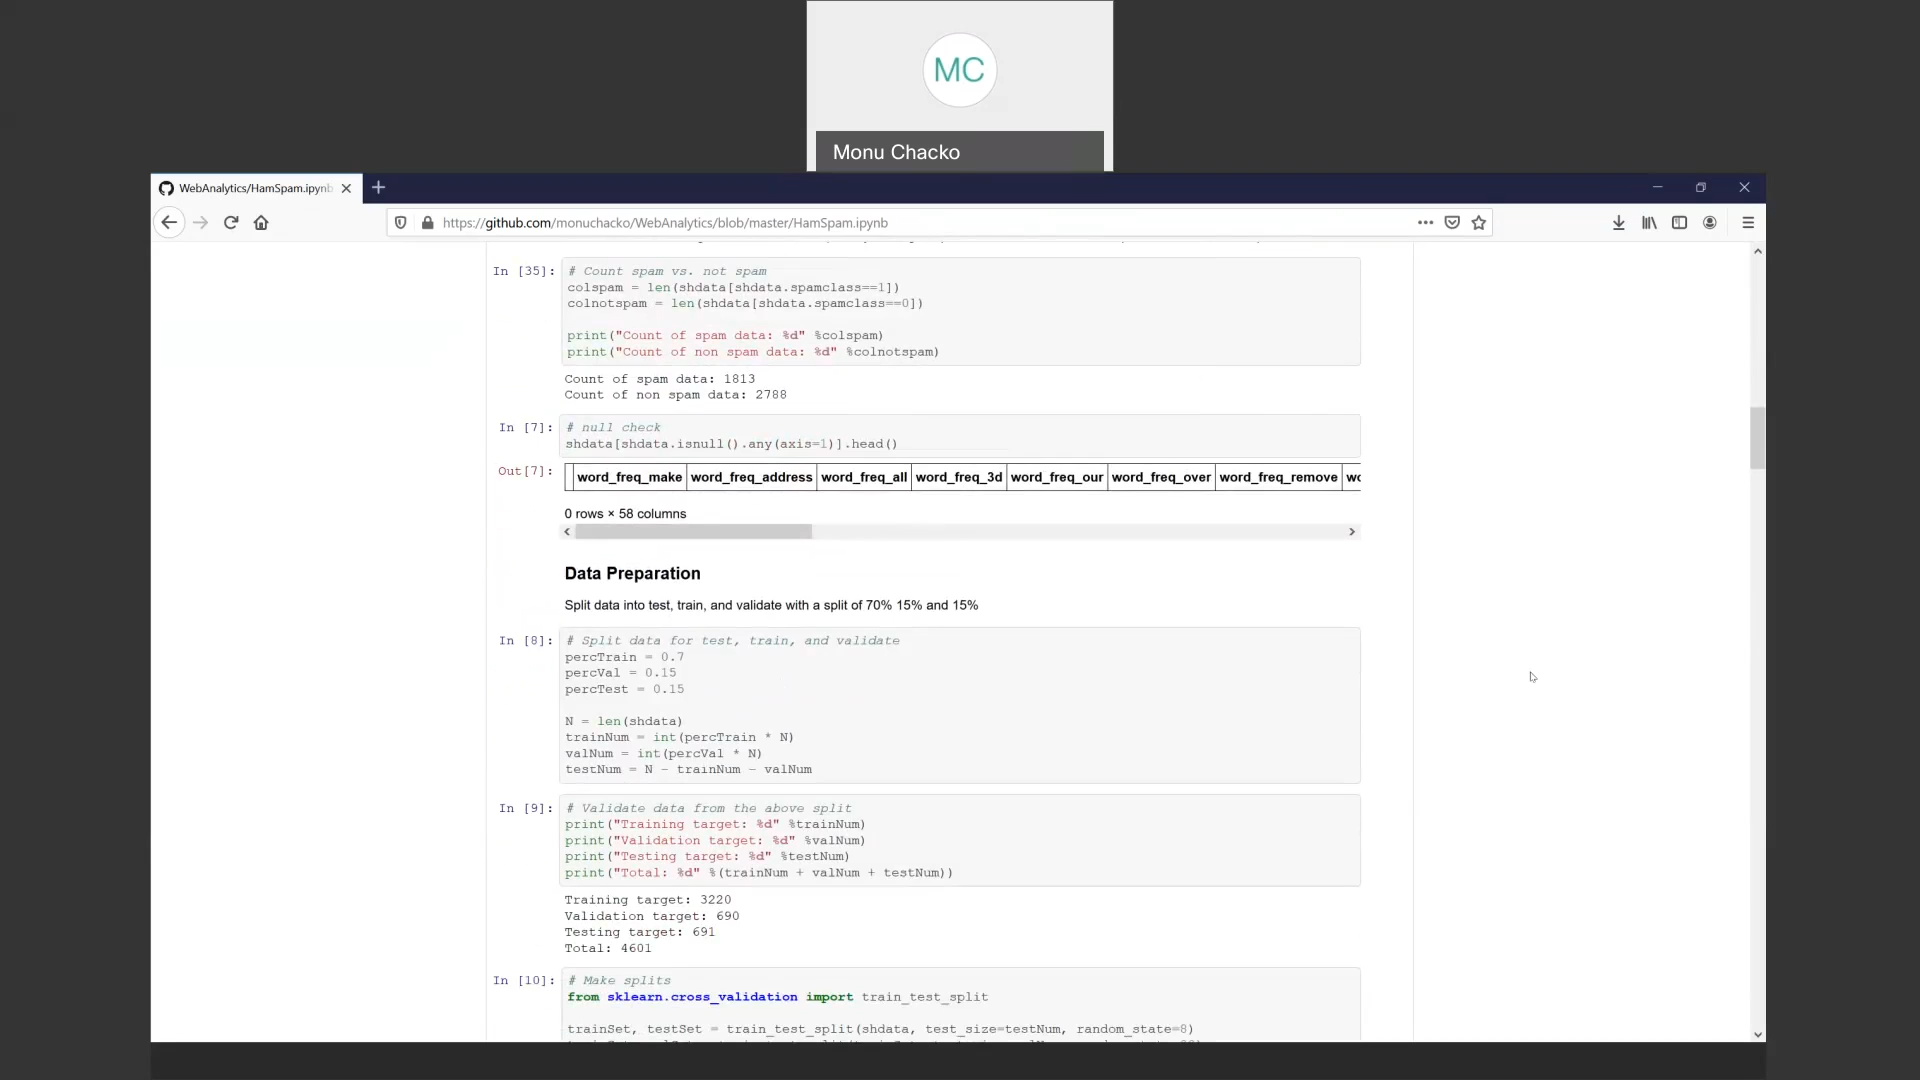 MC
Monu Chacko
WebAnalytics/HamSpam.ipynb
https://github.com/monuchacko/WebAnalytics/blob/master/HamSpam.ipynb
In [35]: # Count spam vs. not spam
colspam = len(shdata[shdata.spamclass==1])
colnotspam = len(shdata[shdata.spamclass==0])
print("Count of spam data: %d" %colspam)
print("Count of non spam data: %d" %colnotspam)
Count of spam data: 1813
Count of non spam data: 2788
In [7]: # null check
shdata[shdata.isnull().any(axis=1)].head()
Out[7]: word_freq_make word_freq_address word_freq_all word_freq_3d word_freq_our word_freq_over word_freq_remove wo
0 rows × 58 columns
Data Preparation
Split data into test, train, and validate with a split of 70% 15% and 15%
In [8]: # Split data for test, train, and validate
percTrain = 0.7
percVal = 0.15
percTest = 0.15
N = len(shdata)
trainNum = int(percTrain * N)
valNum = int(percVal * N)
testNum = N - trainNum - valNum
In [9]: # Validate data from the above split
print("Training target: %d" %trainNum)
print("Validation target: %d" %valNum)
print("Testing target: %d" %testNum)
print("Total: %d" %(trainNum + valNum + testNum))
Training target: 3220
Validation target: 690
Testing target: 691
Total: 4601
In [10]: # Make splits
from sklearn.cross_validation import train_test_split
trainSet, testSet = train_test_split(shdata, test_size=testNum, random_state=8)